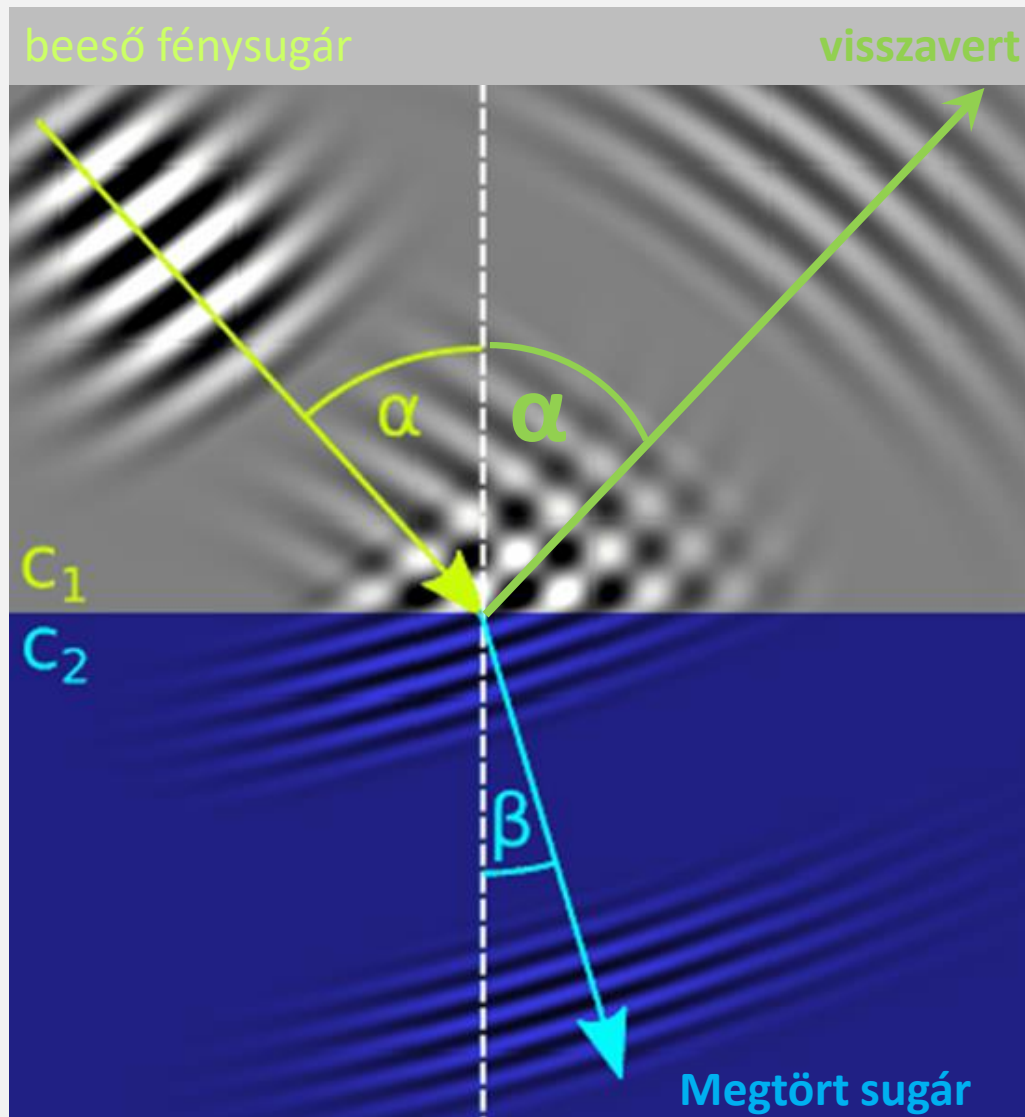 beeső fénysugár
visszavert
α
α
c₁
c₂
β
Megtört sugár